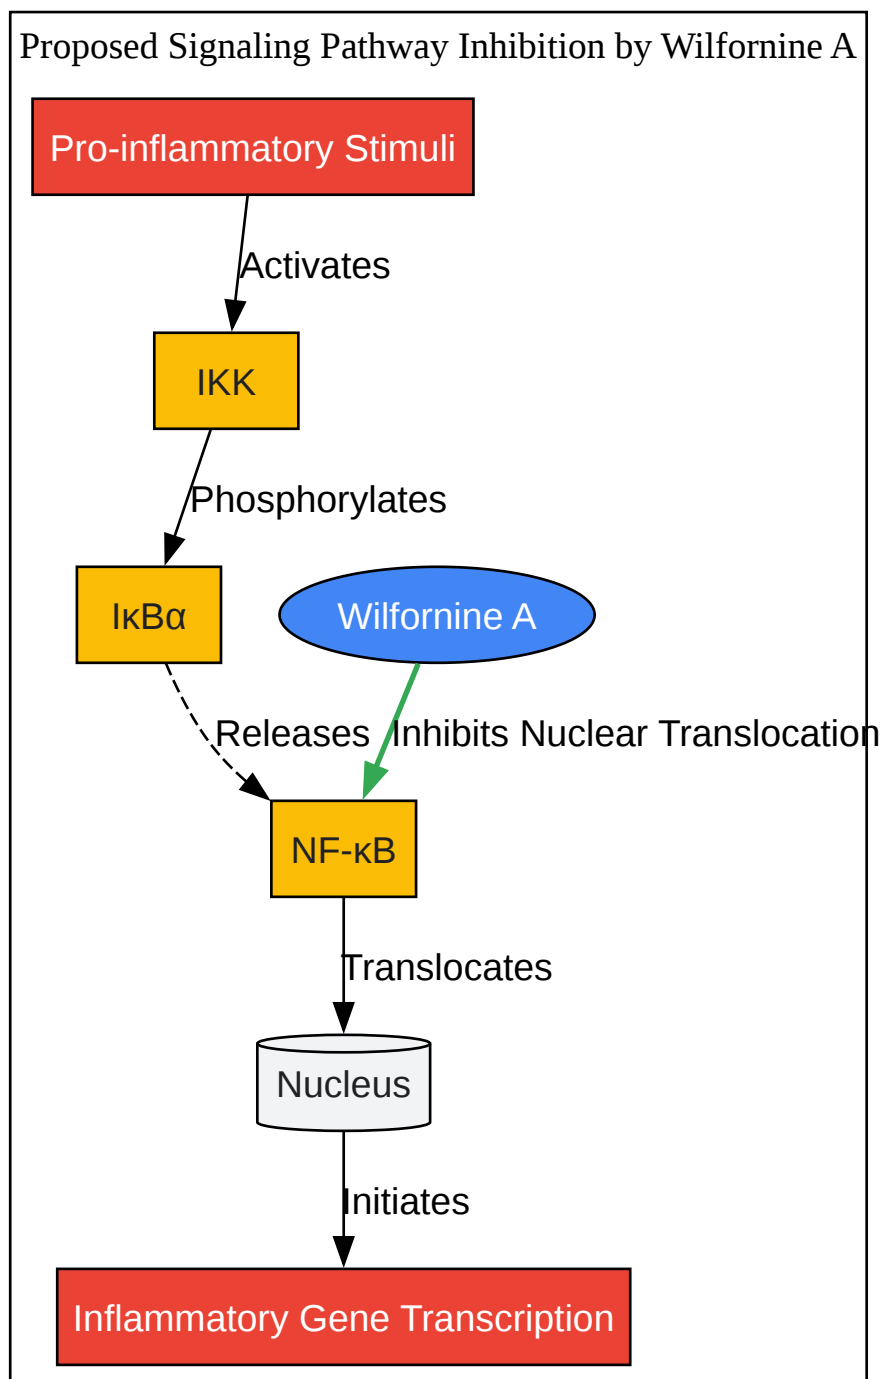 Proposed Signaling Pathway Inhibition by Wilfornine A
Pro-inflammatory Stimuli
Activates
IKK
Phosphorylates
IκBα
Wilfornine A
Releases
Inhibits Nuclear Translocation
NF-κB
Translocates
Nucleus
Initiates
Inflammatory Gene Transcription